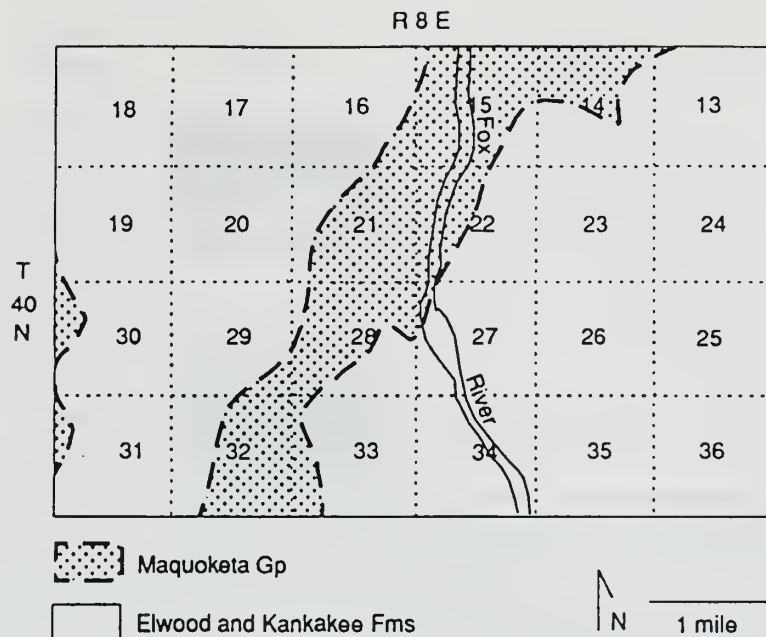 R 8 E
18 17 16 15 14 13
Fox
19 20 21 22 23 24
T
40
N
30 29 28 27 26 25
River
31 32 33 34 35 36
Maquoketa Gp
Elwood and Kankakee Fms
N
1 mile